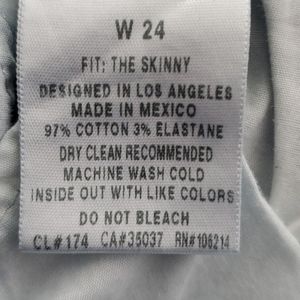 W 24
FIT: THE SKINNY
DESIGNED IN LOS ANGELES
MADE IN MEXICO
97% COTTON 3% ELASTANE
DRY CLEAN RECOMMENDED
MACHINE WASH COLD
INSIDE OUT WITH LIKE COLORS
DO NOT BLEACH
CL#174 CA#35037 RN#106214